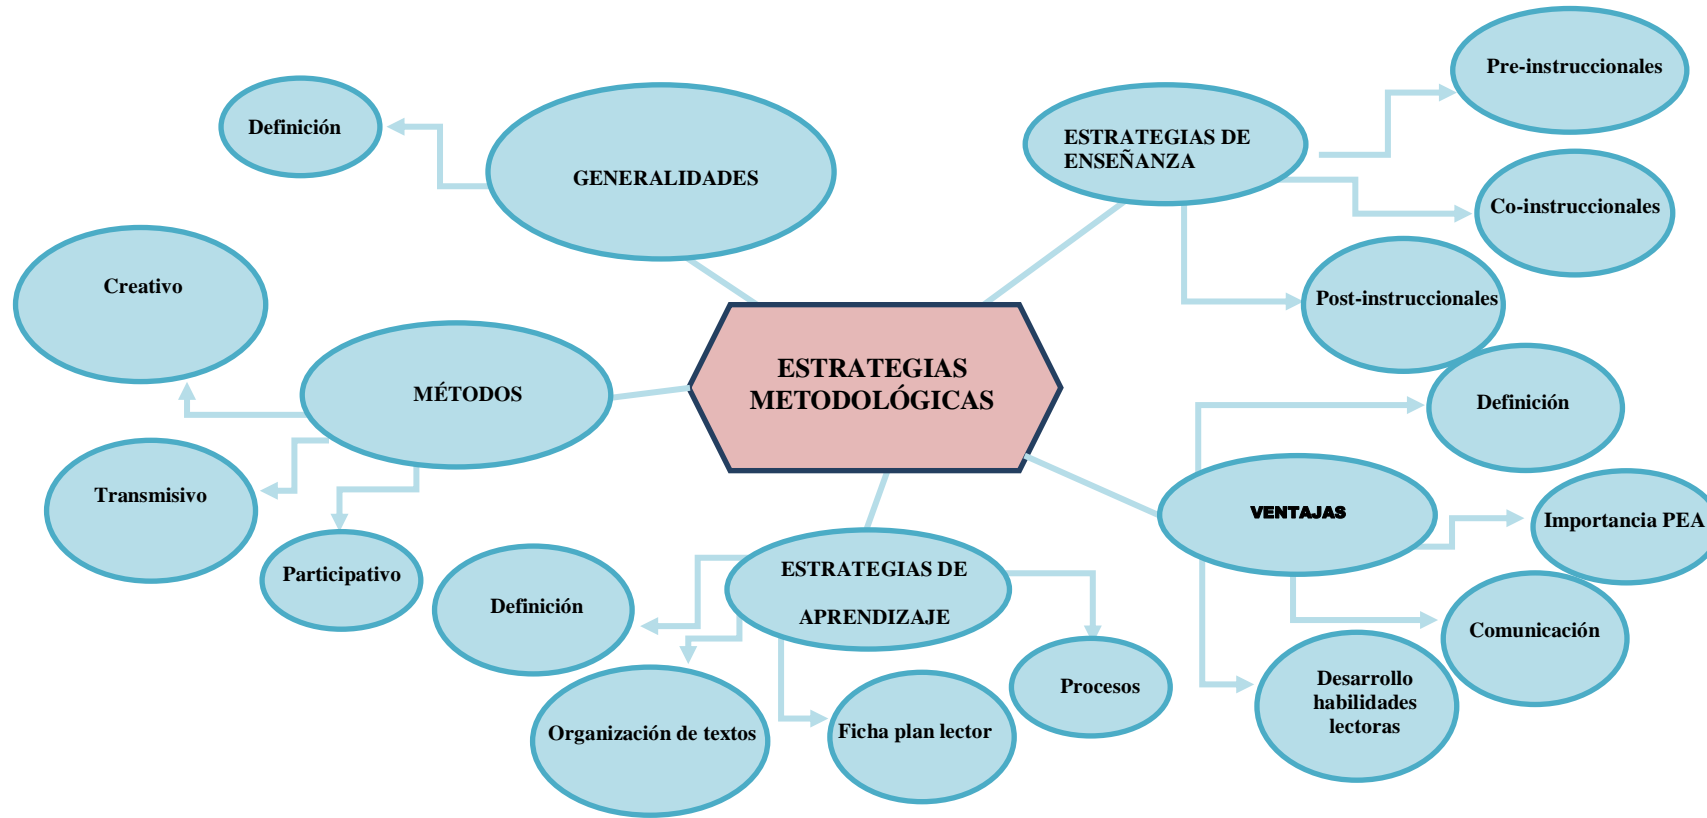 Pre-instruccionales
Definición
ESTRATEGIAS DE
ENSEÑANZA
GENERALIDADES
Co-instruccionales
Creativo
Post-instruccionales
ESTRATEGIAS
METODOLÓGICAS
MÉTODOS
Definición
Transmisivo
VENTAJAS
Importancia PEA
Participativo
Definición
ESTRATEGIAS DE
APRENDIZAJE
Comunicación
Procesos
Desarrollo
habilidades
lectoras
Organización de textos
Ficha plan lector